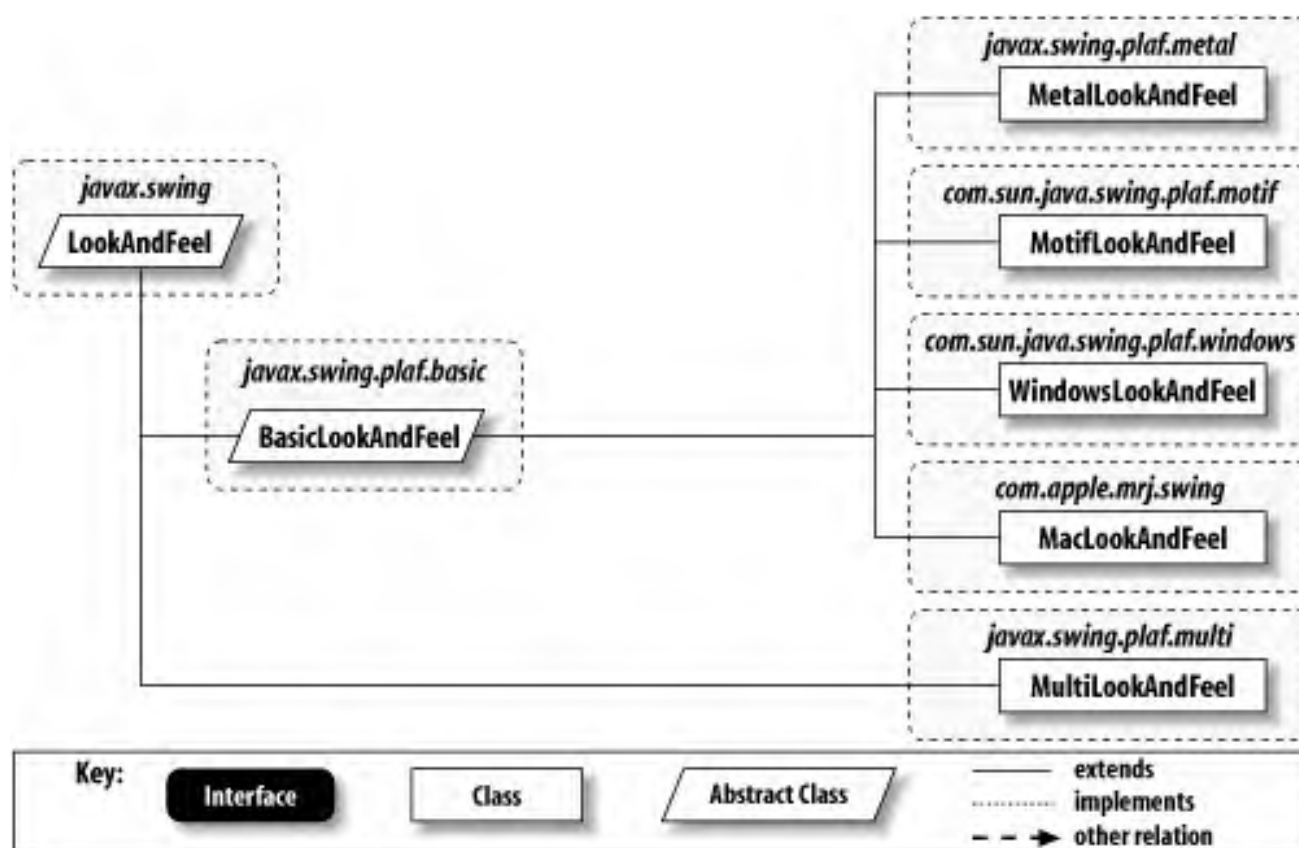 javax.swing.plaf.metal
MetalLookAndFeel
javax.swing
LookAndFeel
com.sun.java.swing.plaf.motif
MotifLookAndFeel
javax.swing.plaf.basic
BasicLookAndFeel
com.sun.java.swing.plaf.windows
WindowsLookAndFeel
com.apple.mrj.swing
MacLookAndFeel
javax.swing.plaf.multi
MultiLookAndFeel
Key:
Interface
Class
Abstract Class
extends
implements
other relation